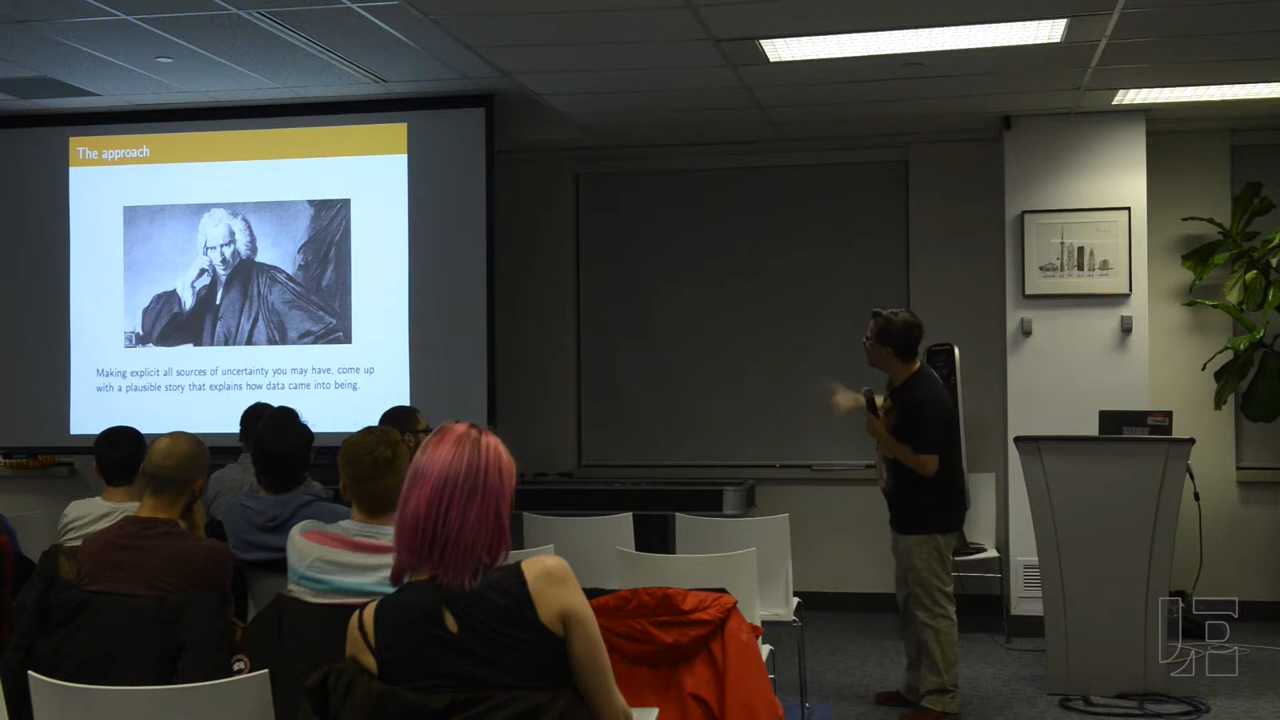 The approach
Making explicit all sources of uncertainty you may have, come up
with a plausible story that explains how data came into being.